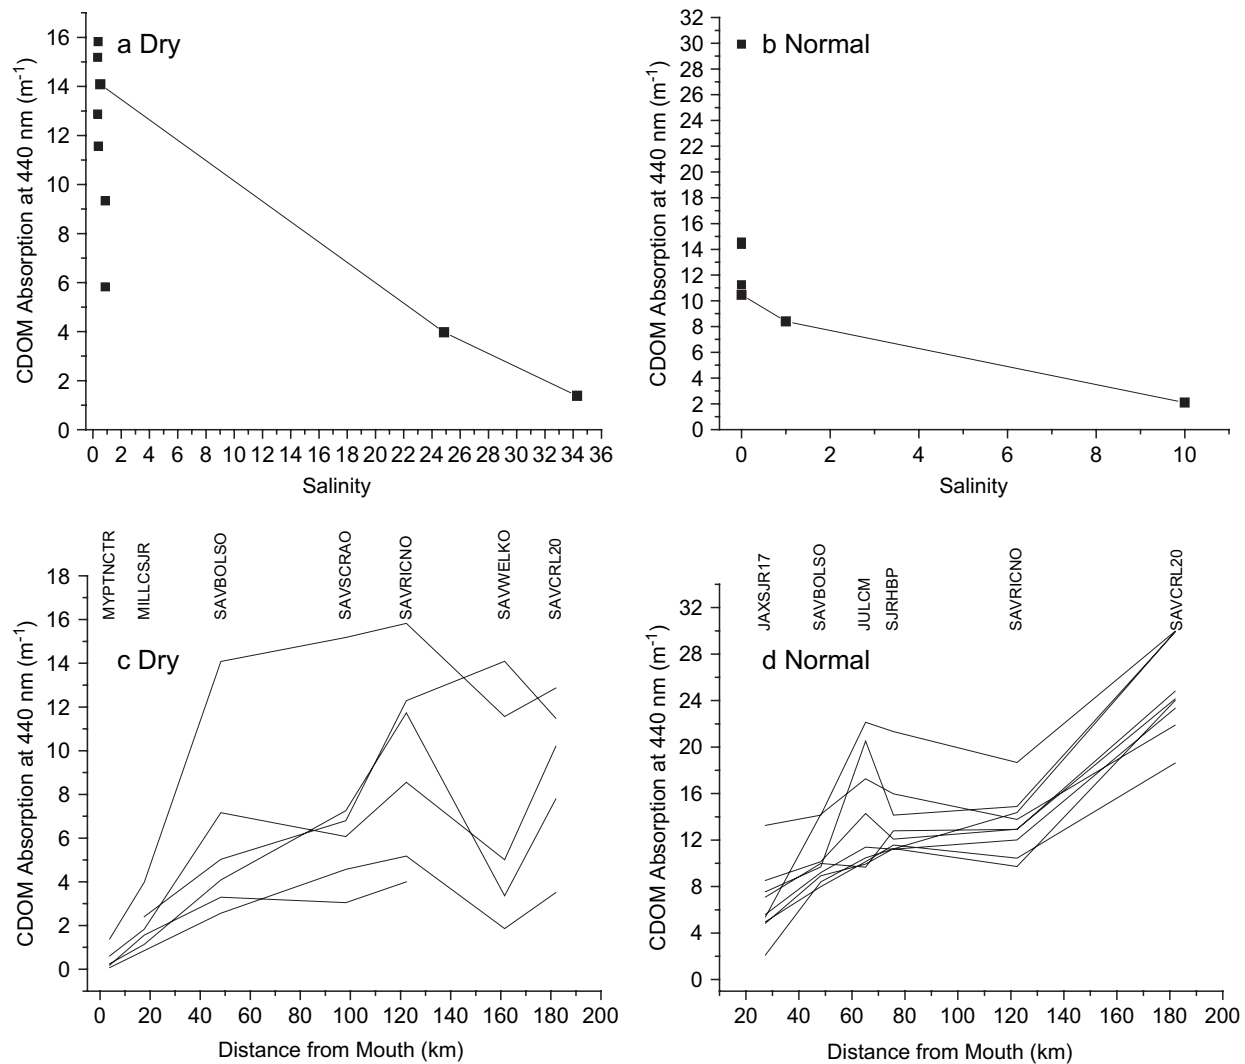 a Dry
CDOM Absorption at 440 nm (m⁻¹)
16
14
12
10
8
6
4
2
0
0 2 4 6 8 10 12 14 16 18 20 22 24 26 28 30 32 34 36
Salinity
b Normal
CDOM Absorption at 440 nm (m⁻¹)
32
30
28
26
24
22
20
18
16
14
12
10
8
6
4
2
0
0 2 4 6 8 10
Salinity
MYPTNCTR
MILLCSJR
SAVBOLSO
SAVSCRAO
SAVRICNO
SAVWELKO
SAVCRL20
c Dry
CDOM Absorption at 440 nm (m⁻¹)
18
16
14
12
10
8
6
4
2
0
0 20 40 60 80 100 120 140 160 180 200
Distance from Mouth (km)
JAXSJR17
SAVBOLSO
JULCM
SJRHBP
SAVRICNO
SAVCRL20
d Normal
CDOM Absorption at 440 nm (m⁻¹)
32
28
24
20
16
12
8
4
0
20 40 60 80 100 120 140 160 180 200
Distance from Mouth (km)